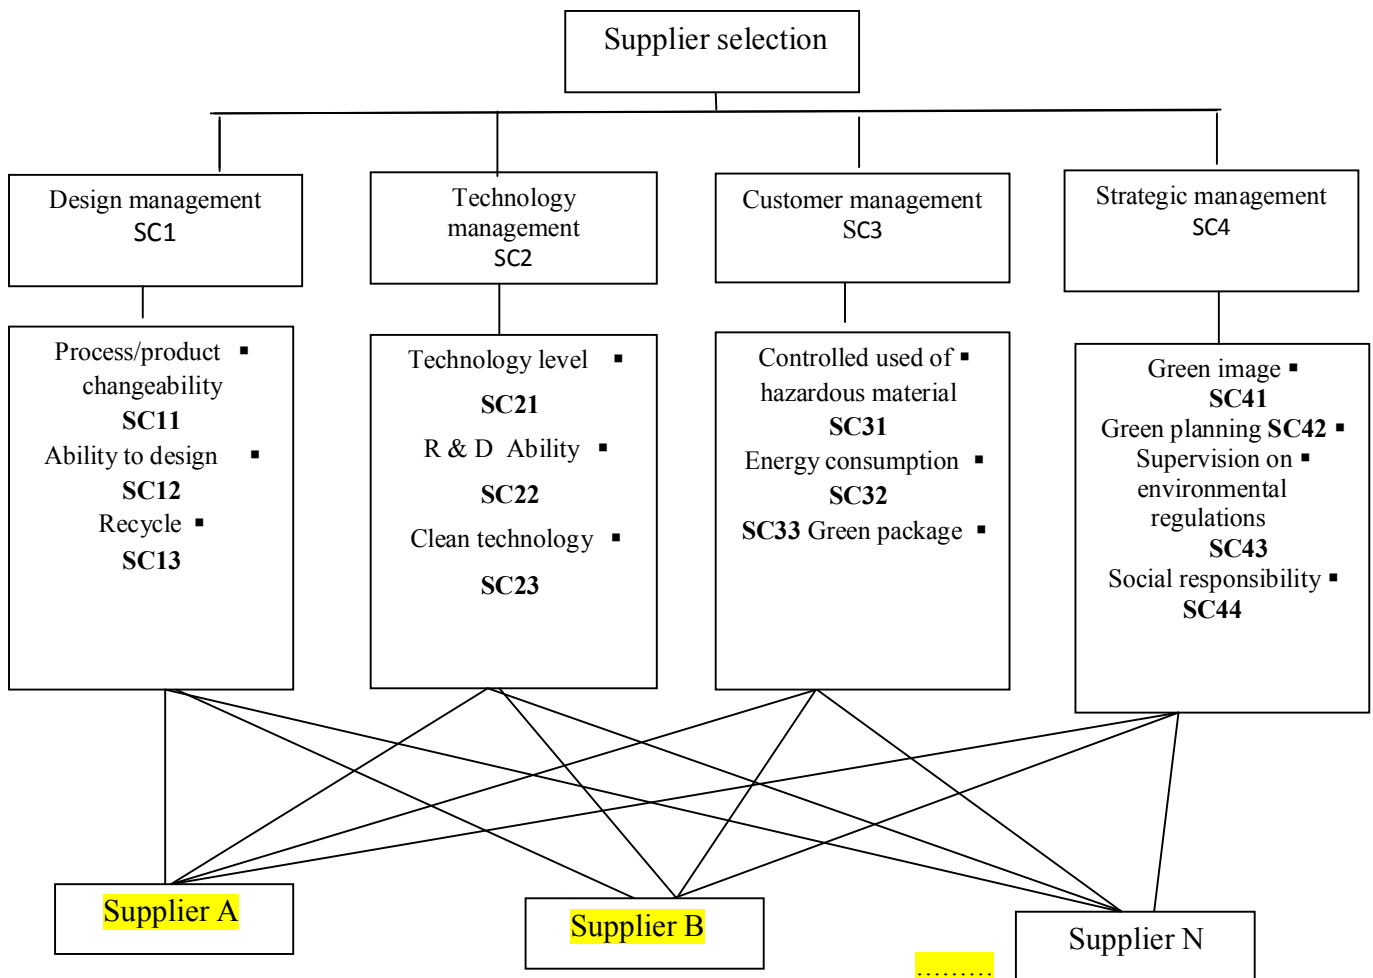 Supplier selection
Design management
SC1
Technology
management
SC2
Customer management
SC3
Strategic management
SC4
Process/product ▪
changeability
SC11
Ability to design ▪
SC12
Recycle ▪
SC13
Technology level ▪
SC21
R & D Ability ▪
SC22
Clean technology ▪
SC23
Controlled used of ▪
hazardous material
SC31
Energy consumption ▪
SC32
SC33 Green package ▪
Green image ▪
SC41
Green planning SC42 ▪
Supervision on ▪
environmental
regulations
SC43
Social responsibility ▪
SC44
Supplier A
Supplier B
.........
Supplier N